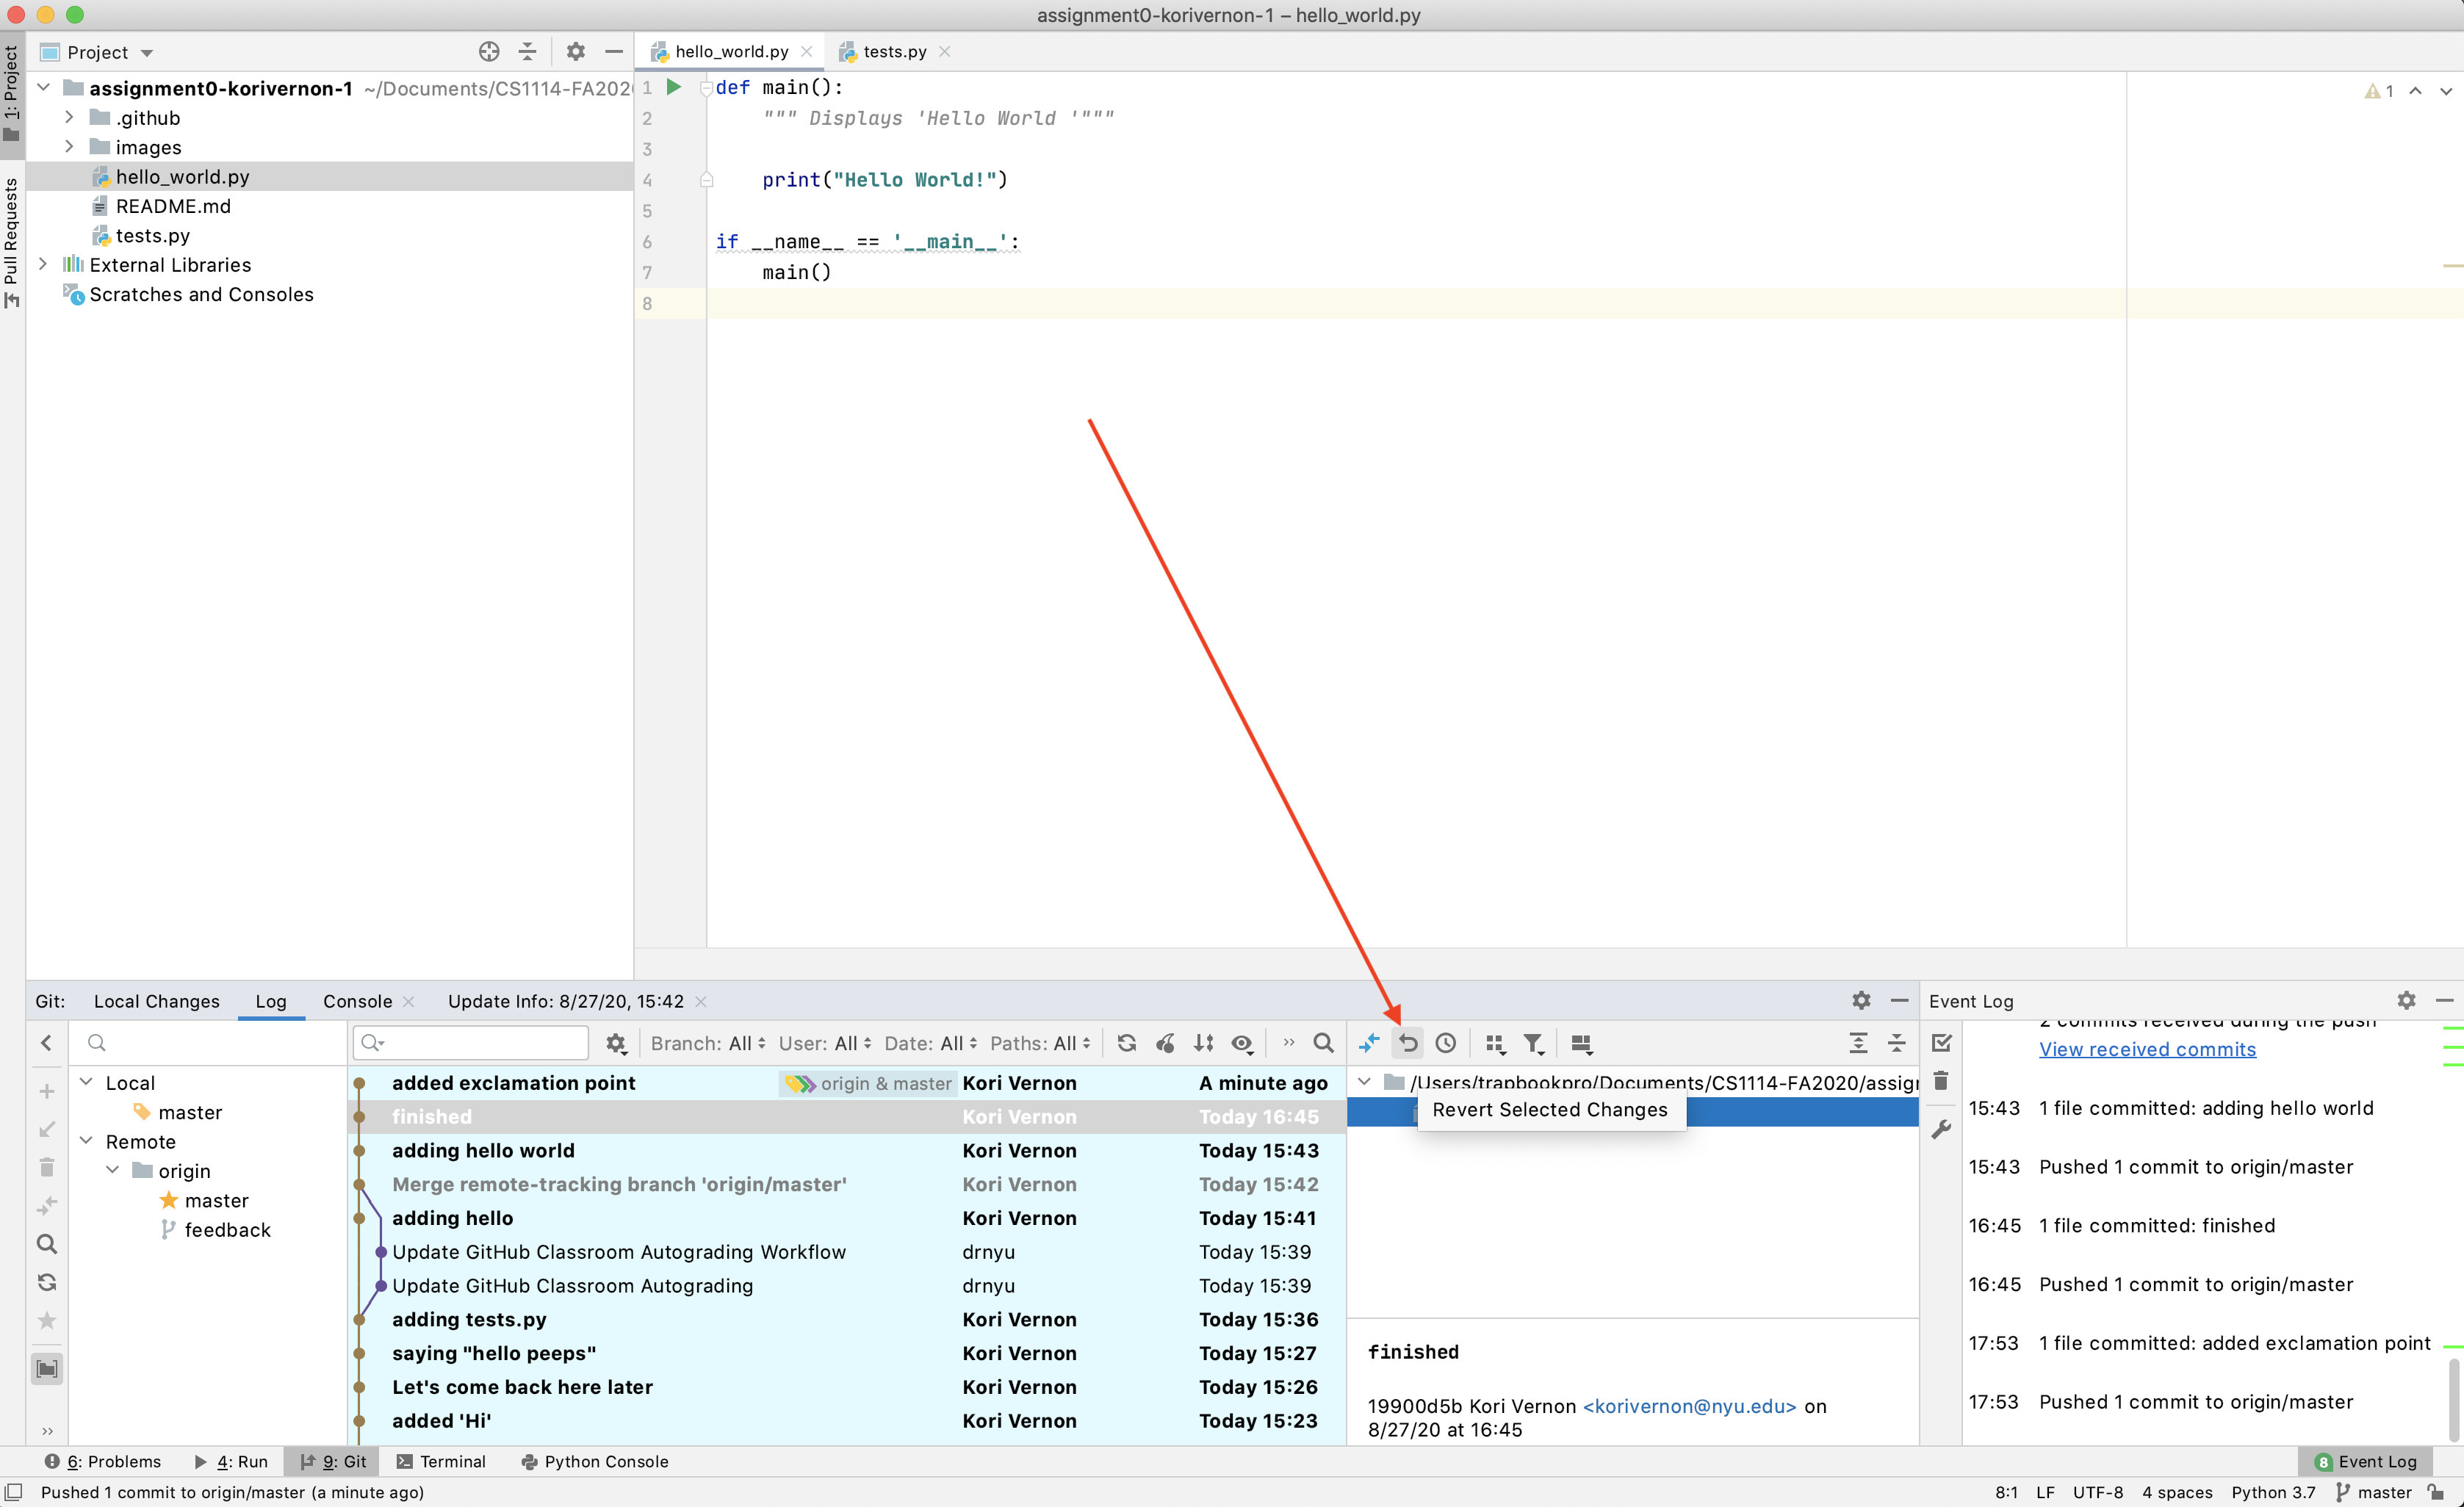 assignment0-korivernon-1 – hello_world.py
1: Project
Pull Requests
Project
assignment0-korivernon-1 ~/Documents/CS1114-FA202
.github
images
hello_world.py
README.md
tests.py
External Libraries
Scratches and Consoles
hello_world.py
tests.py
1 def main():
2 """ Displays 'Hello World '"""
3
4 print("Hello World!")
5
6 if __name__ == '__main__':
7 main()
8
1
Git: Local Changes Log Console Update Info: 8/27/20, 15:42
Branch: All User: All Date: All Paths: All
Local
master
Remote
origin
master
feedback
added exclamation point origin & master Kori Vernon A minute ago
finished Kori Vernon Today 16:45
adding hello world Kori Vernon Today 15:43
Merge remote-tracking branch 'origin/master' Kori Vernon Today 15:42
adding hello Kori Vernon Today 15:41
Update GitHub Classroom Autograding Workflow drnyu Today 15:39
Update GitHub Classroom Autograding drnyu Today 15:39
adding tests.py Kori Vernon Today 15:36
saying "hello peeps" Kori Vernon Today 15:27
Let's come back here later Kori Vernon Today 15:26
added 'Hi' Kori Vernon Today 15:23
/Users/trapbookpro/Documents/CS1114-FA2020/assign
Revert Selected Changes
finished
19900d5b Kori Vernon <korivernon@nyu.edu> on
8/27/20 at 16:45
Event Log
2 commits received during the push
View received commits
15:43 1 file committed: adding hello world
15:43 Pushed 1 commit to origin/master
16:45 1 file committed: finished
16:45 Pushed 1 commit to origin/master
17:53 1 file committed: added exclamation point
17:53 Pushed 1 commit to origin/master
6: Problems 4: Run 9: Git Terminal Python Console 8 Event Log
Pushed 1 commit to origin/master (a minute ago) 8:1 LF UTF-8 4 spaces Python 3.7 master